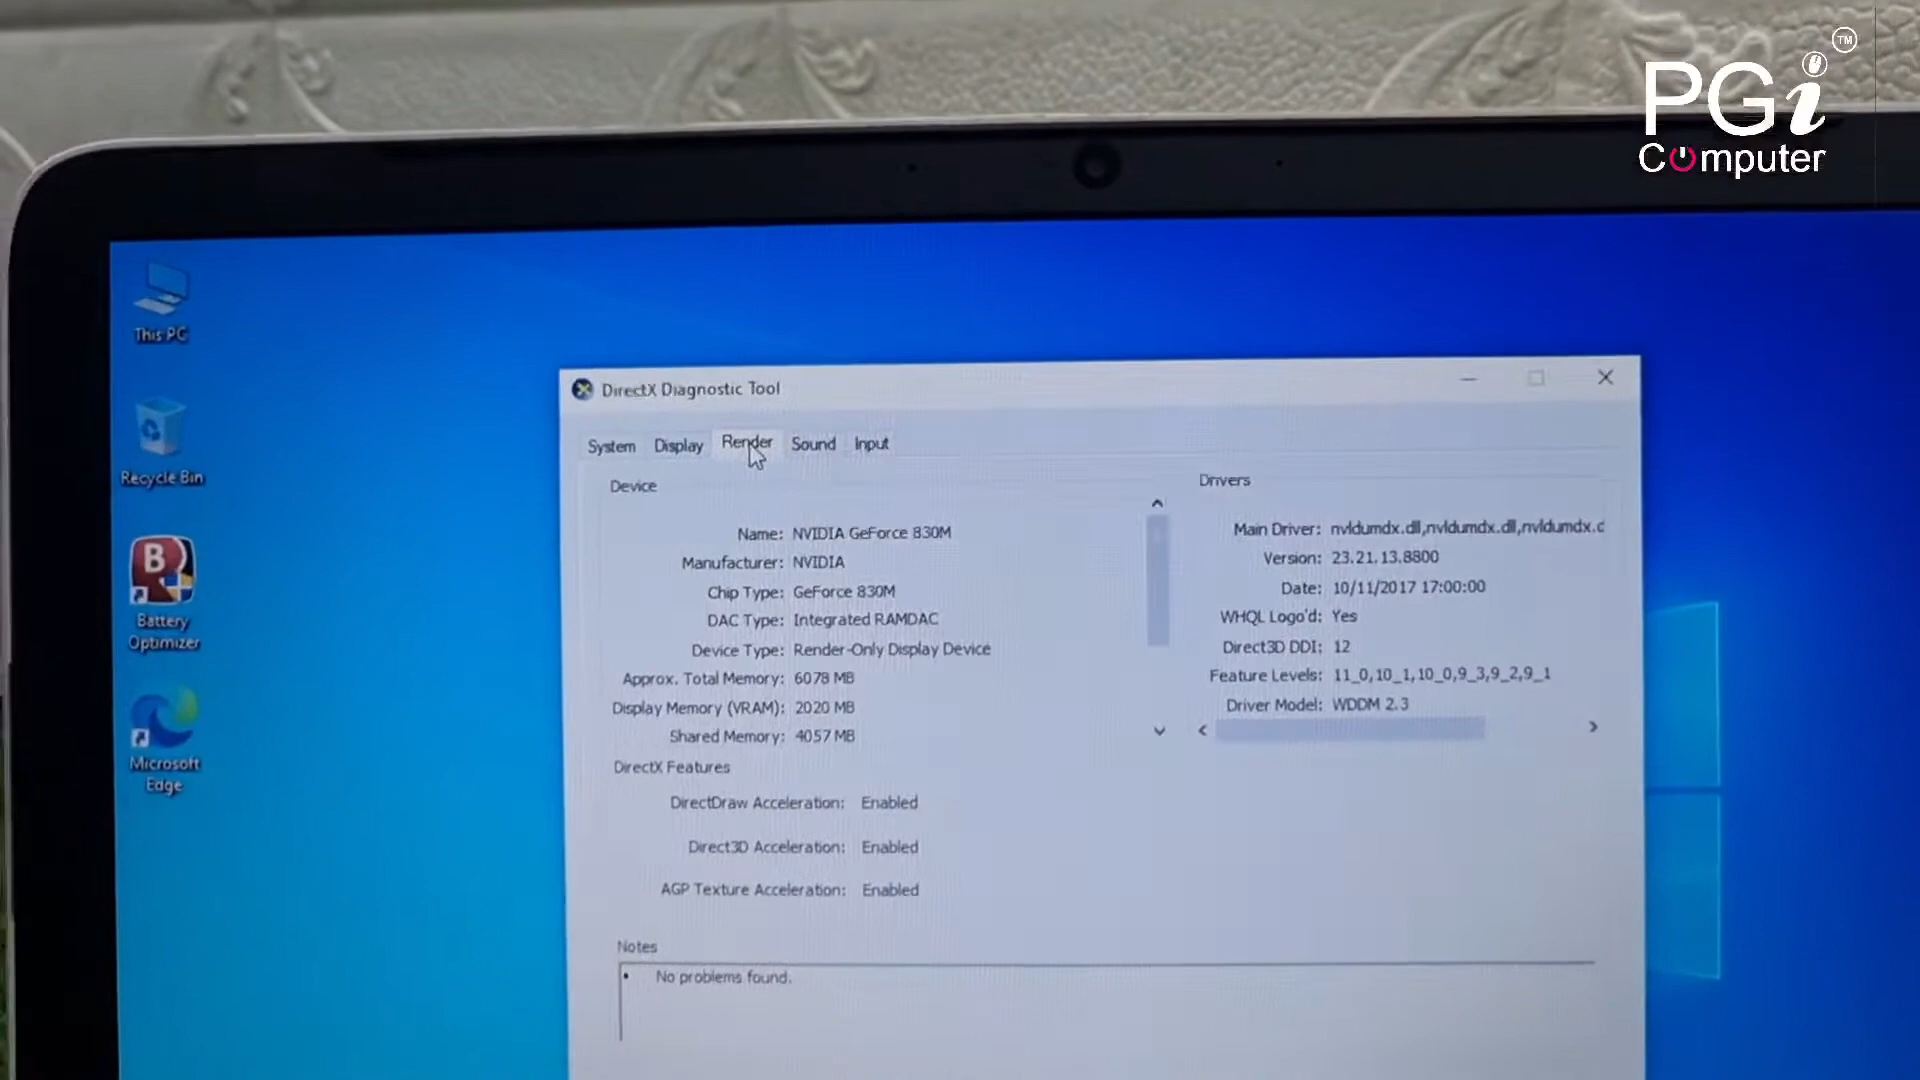 TM
PGi
Computer
This PC
Recycle Bin
B
Battery
Optimizer
Microsoft
Edge
DirectX Diagnostic Tool
System Display Render Sound Input
Device
Name: NVIDIA GeForce 830M
Manufacturer: NVIDIA
Chip Type: GeForce 830M
DAC Type: Integrated RAMDAC
Device Type: Render-Only Display Device
Approx. Total Memory: 6078 MB
Display Memory (VRAM): 2020 MB
Shared Memory: 4057 MB
Drivers
Main Driver: nvldumdx.dll,nvldumdx.dll,nvldumdx.d
Version: 23.21.13.8800
Date: 10/11/2017 17:00:00
WHQL Logo'd: Yes
Direct3D DDI: 12
Feature Levels: 11_0,10_1,10_0,9_3,9_2,9_1
Driver Model: WDDM 2.3
DirectX Features
DirectDraw Acceleration: Enabled
Direct3D Acceleration: Enabled
AGP Texture Acceleration: Enabled
Notes
• No problems found.